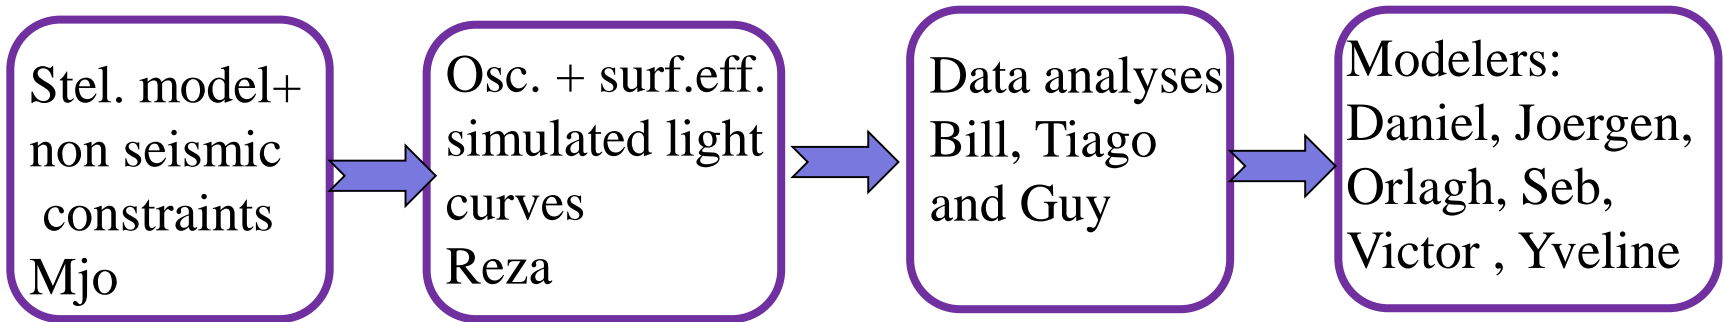 Stel. model+
non seismic
constraints
Mjo
Osc. + surf.eff.
simulated light
curves
Reza
Data analyses
Bill, Tiago
and Guy
Modelers:
Daniel, Joergen,
Orlagh, Seb,
Victor , Yveline